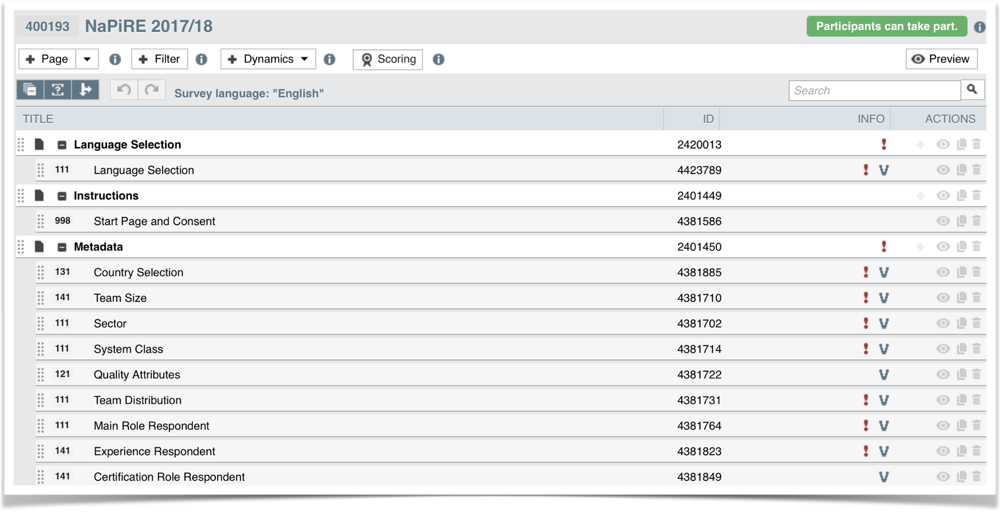 400193 NaPiRE 2017/18 Participants can take part.
Page Filter Dynamics Scoring Preview
Survey language: "English" Search
TITLE ID INFO ACTIONS
Language Selection 2420013
111 Language Selection 4423789
Instructions 2401449
998 Start Page and Consent 4381586
Metadata 2401450
131 Country Selection 4381885
141 Team Size 4381710
111 Sector 4381702
111 System Class 4381714
121 Quality Attributes 4381722
111 Team Distribution 4381731
111 Main Role Respondent 4381764
141 Experience Respondent 4381823
141 Certification Role Respondent 4381849